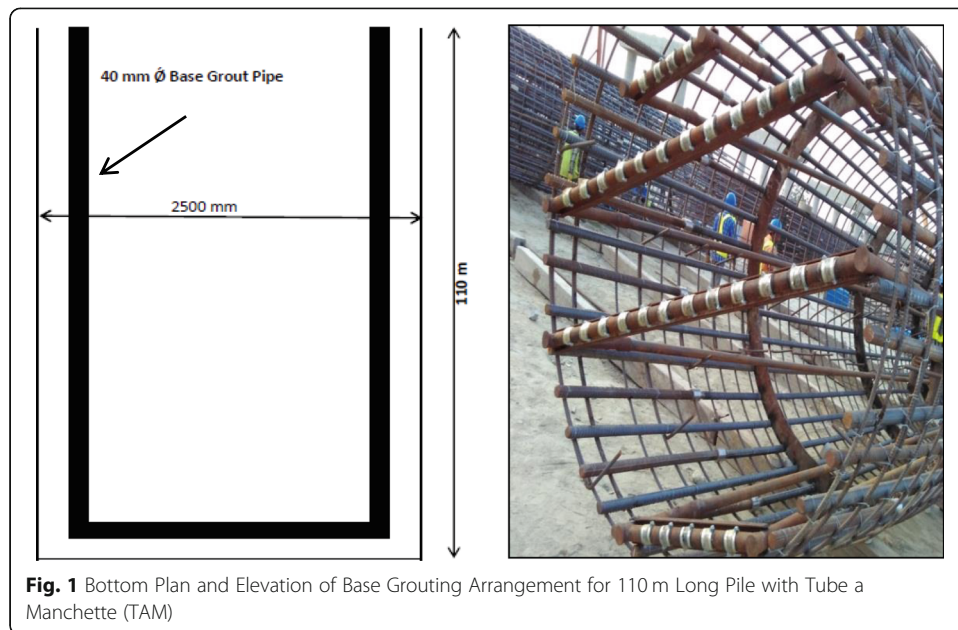 40 mm Ø Base Grout Pipe
2500 mm
110 m
Fig. 1 Bottom Plan and Elevation of Base Grouting Arrangement for 110 m Long Pile with Tube a
Manchette (TAM)